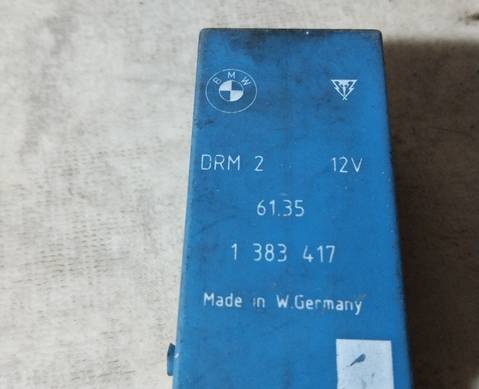 BMW
DRM 2 12V
61.35
1 383 417
Made in W.Germany